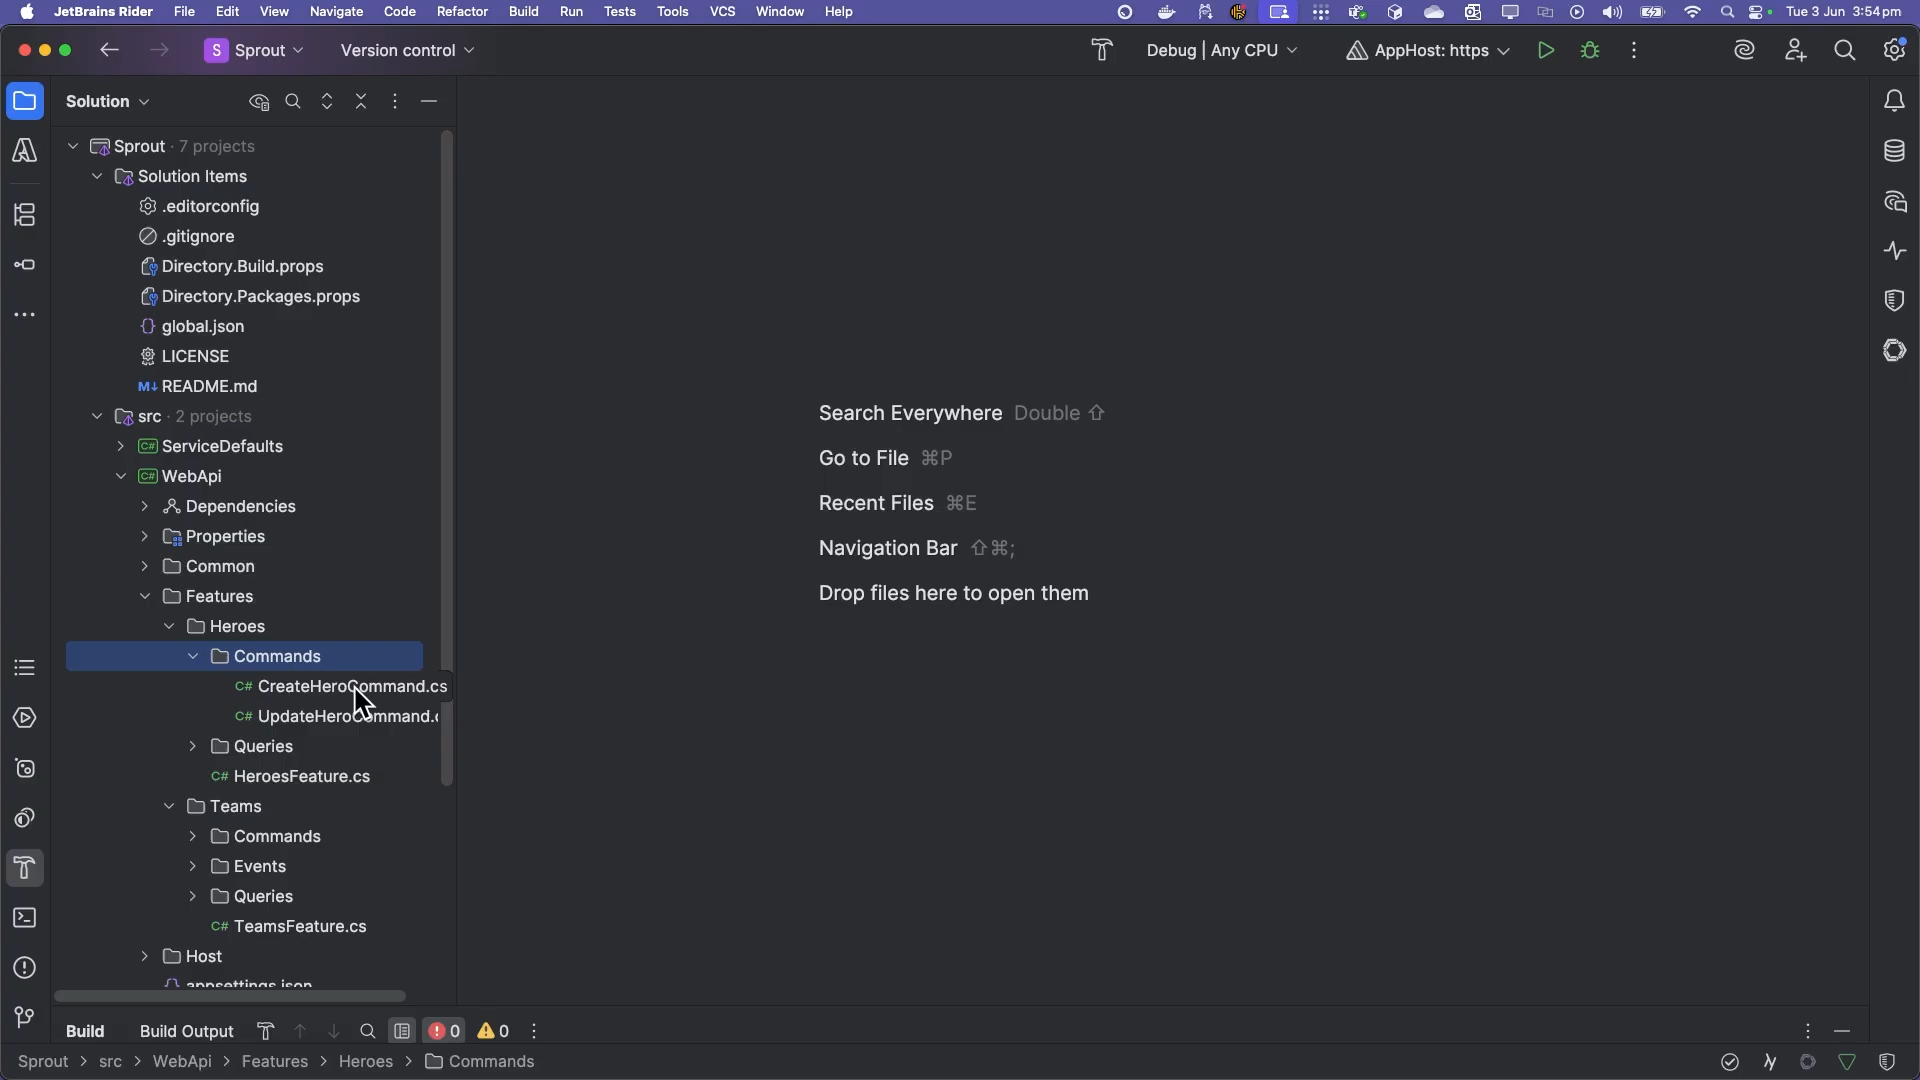 JetBrains Rider File Edit View Navigate Code Refactor Build Run Tests Tools VCS Window Help Tue 3 Jun 3:54 pm
S Sprout Version control Debug | Any CPU AppHost: https
Solution
Sprout · 7 projects
Solution Items
.editorconfig
.gitignore
Directory.Build.props
Directory.Packages.props
{} global.json
LICENSE
M↓ README.md
src · 2 projects
C# ServiceDefaults
C# WebApi
Dependencies
Properties
Common
Features
Heroes
Commands
C# CreateHeroCommand.cs
C# UpdateHeroCommand.c
Queries
C# HeroesFeature.cs
Teams
Commands
Events
Queries
C# TeamsFeature.cs
Host
{} appsettings.json
Search Everywhere Double ⇧
Go to File ⌘P
Recent Files ⌘E
Navigation Bar ⇧⌘;
Drop files here to open them
Build Build Output 0 0
Sprout > src > WebApi > Features > Heroes > Commands